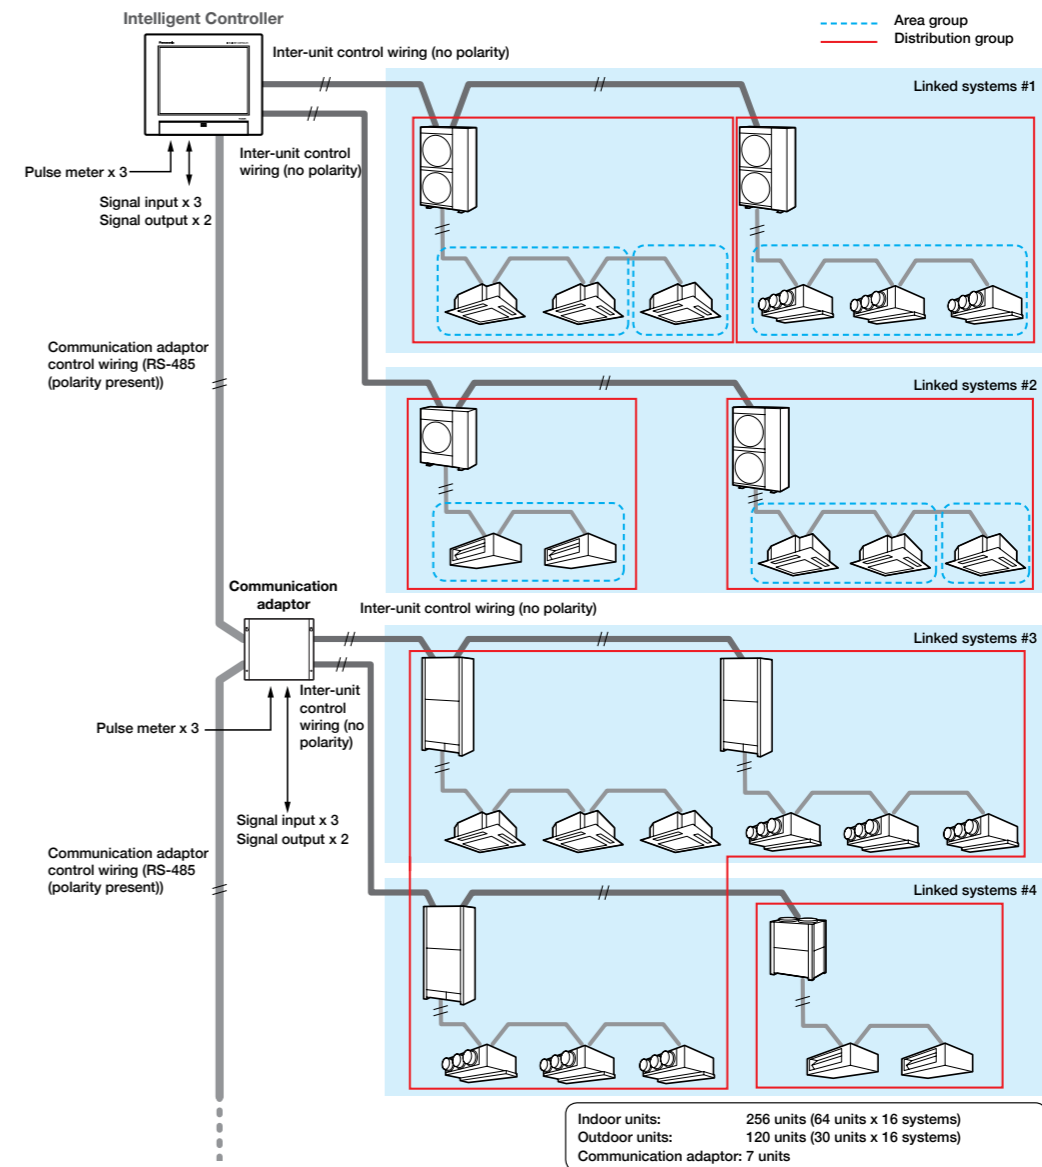 Intelligent Controller
Area group
Distribution group
Panasonic
Inter-unit control wiring (no polarity)
Linked systems #1
Inter-unit control
wiring (no polarity)
Pulse meter x 3
Signal input x 3
Signal output x 2
Communication adaptor
control wiring (RS-485
(polarity present))
Linked systems #2
Communication
adaptor
Inter-unit control wiring (no polarity)
Linked systems #3
Inter-unit
control
wiring (no
polarity)
Pulse meter x 3
Signal input x 3
Signal output x 2
Communication adaptor
control wiring (RS-485
(polarity present))
Linked systems #4
Indoor units: 256 units (64 units x 16 systems)
Outdoor units: 120 units (30 units x 16 systems)
Communication adaptor: 7 units